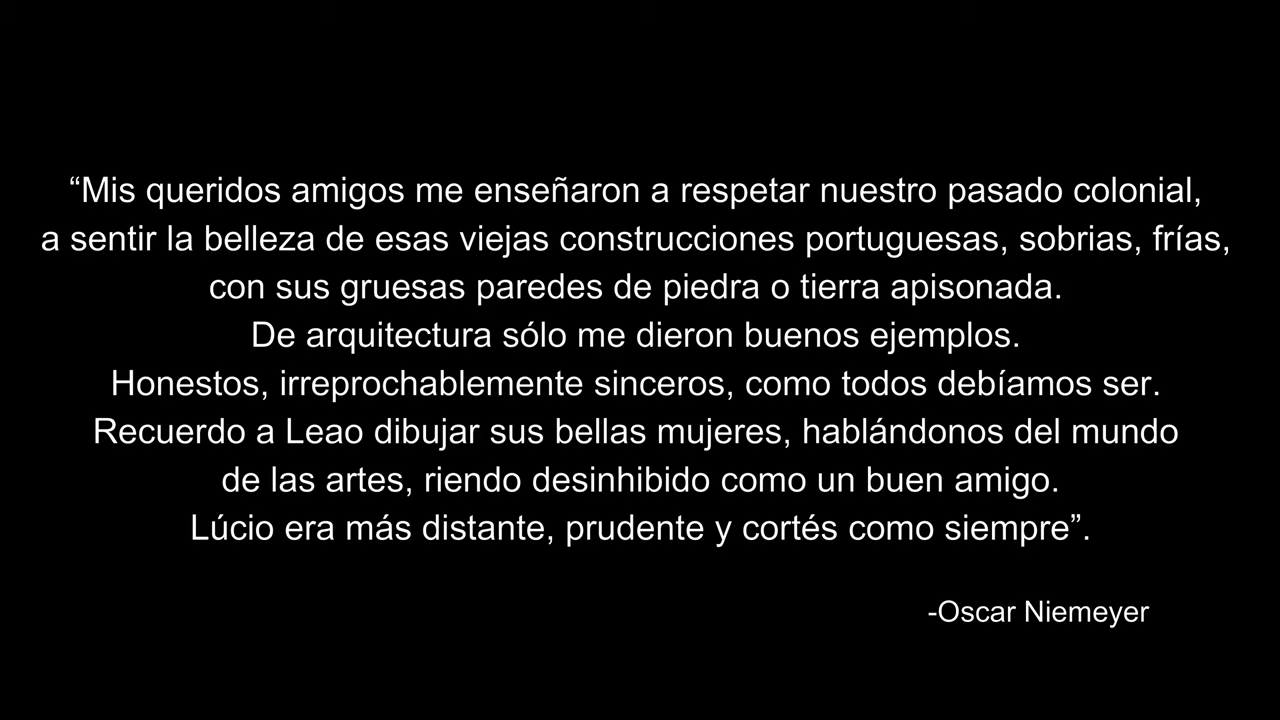 “Mis queridos amigos me enseñaron a respetar nuestro pasado colonial,
a sentir la belleza de esas viejas construcciones portuguesas, sobrias, frías,
con sus gruesas paredes de piedra o tierra apisonada.
De arquitectura sólo me dieron buenos ejemplos.
Honestos, irreprochablemente sinceros, como todos debíamos ser.
Recuerdo a Leao dibujar sus bellas mujeres, hablándonos del mundo
de las artes, riendo desinhibido como un buen amigo.
Lúcio era más distante, prudente y cortés como siempre”.
-Oscar Niemeyer